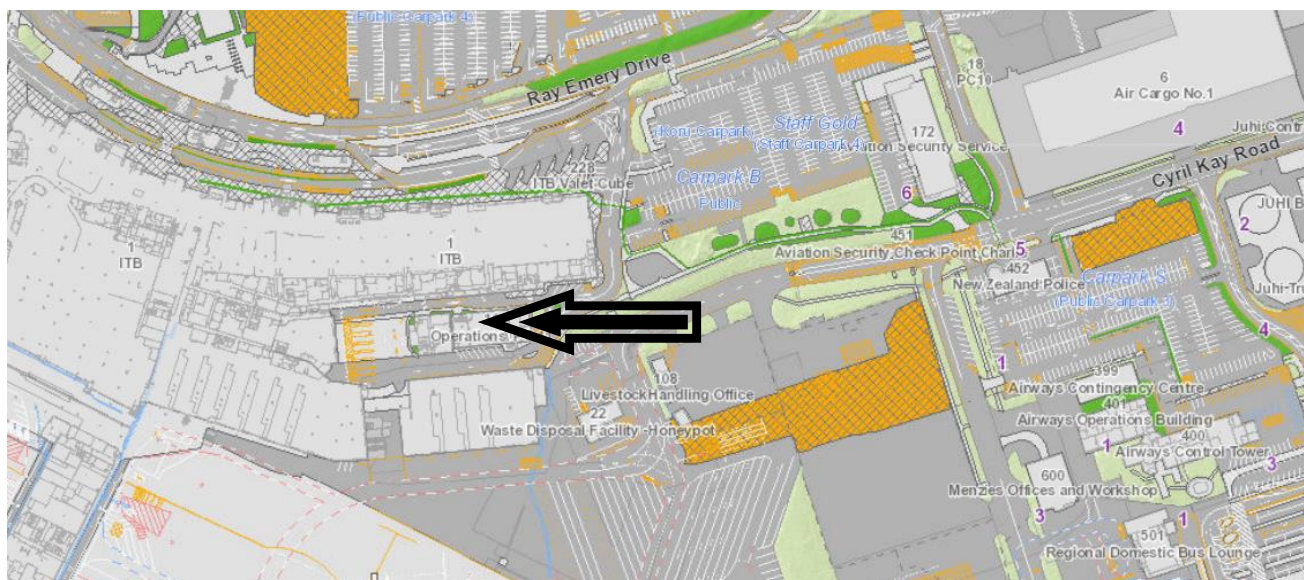 (Public Carpark 4)
Ray Emery Drive
18
PC10
6
Air Cargo No.1
4
Juhi Contr
Cyril Kay Road
Staff Gold
(Koru Carpark)
(Staff Carpark 4)
172
Aviation Security Service
228
ITB Valet Cube
Carpark B
Public
6
JUHI B
2
1
ITB
1
ITB
451
Aviation Security Check Point Charli
5
452
New Zealand Police
Carpark S
(Public Carpark 3)
Juhi-Tru
Operations
4
1
108
Livestock Handling Office
399
Airways Contingency Centre
401
Airways Operations Building
22
Waste Disposal Facility -Honeypot
400
1
Airways Control Tower
3
600
Menzies Offices and Workshop
3
1
501
Regional Domestic Bus Lounge